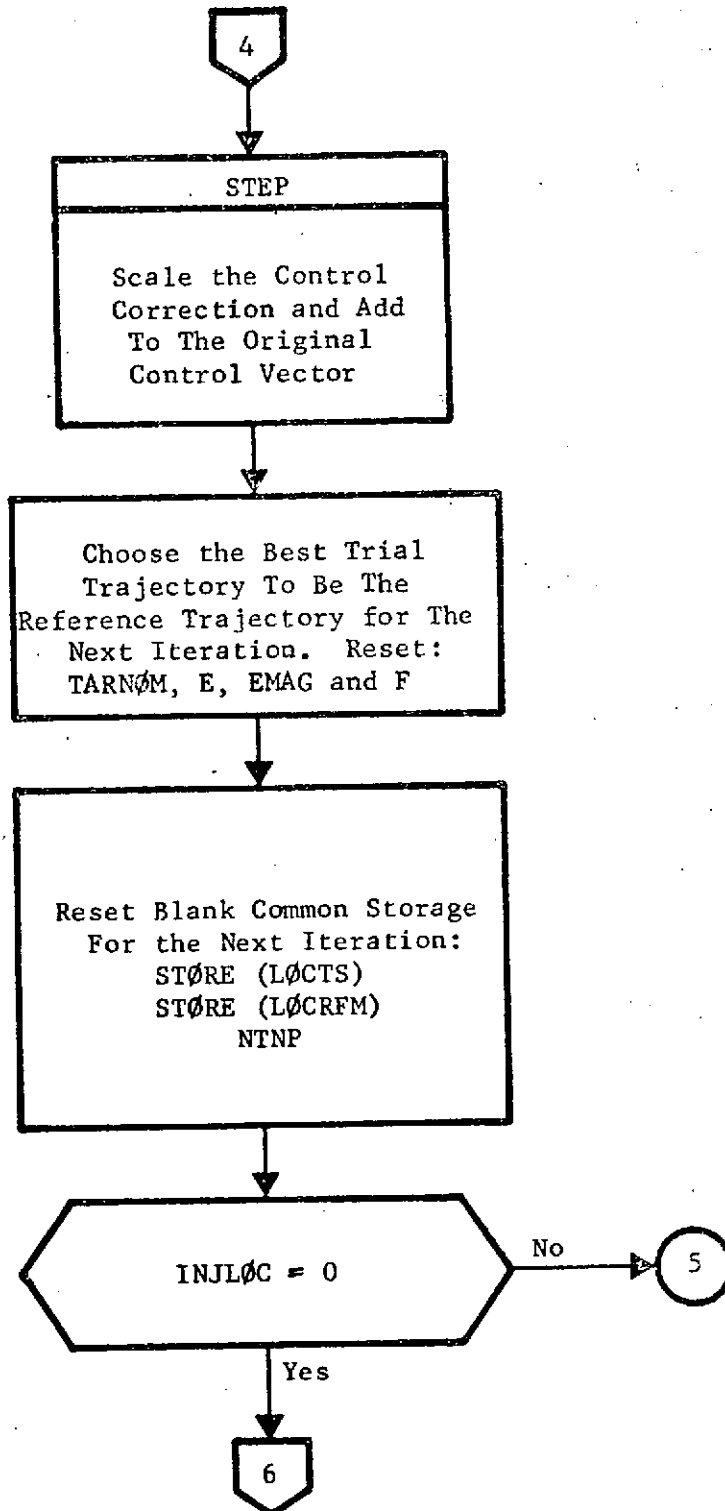 4
STEP
Scale the Control
Correction and Add
To The Original
Control Vector
Choose the Best Trial
Trajectory To Be The
Reference Trajectory for The
Next Iteration. Reset:
TARNØM, E, EMAG and F
Reset Blank Common Storage
For the Next Iteration:
STØRE (LØCTS)
STØRE (LØCRFM)
NTNP
INJLØC = 0
No
5
Yes
6